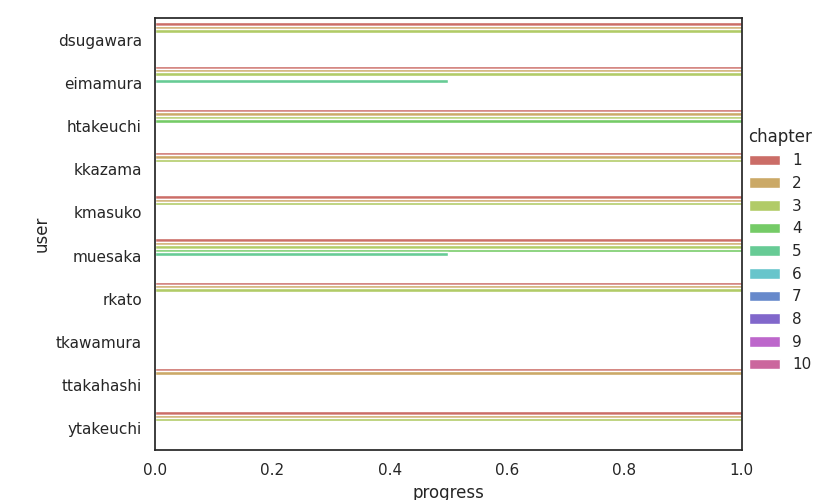 dsugawara
eimamura
htakeuchi
kkazama
kmasuko
muesaka
rkato
tkawamura
ttakahashi
ytakeuchi
user
0.0 0.2 0.4 0.6 0.8 1.0
progress
chapter
1
2
3
4
5
6
7
8
9
10